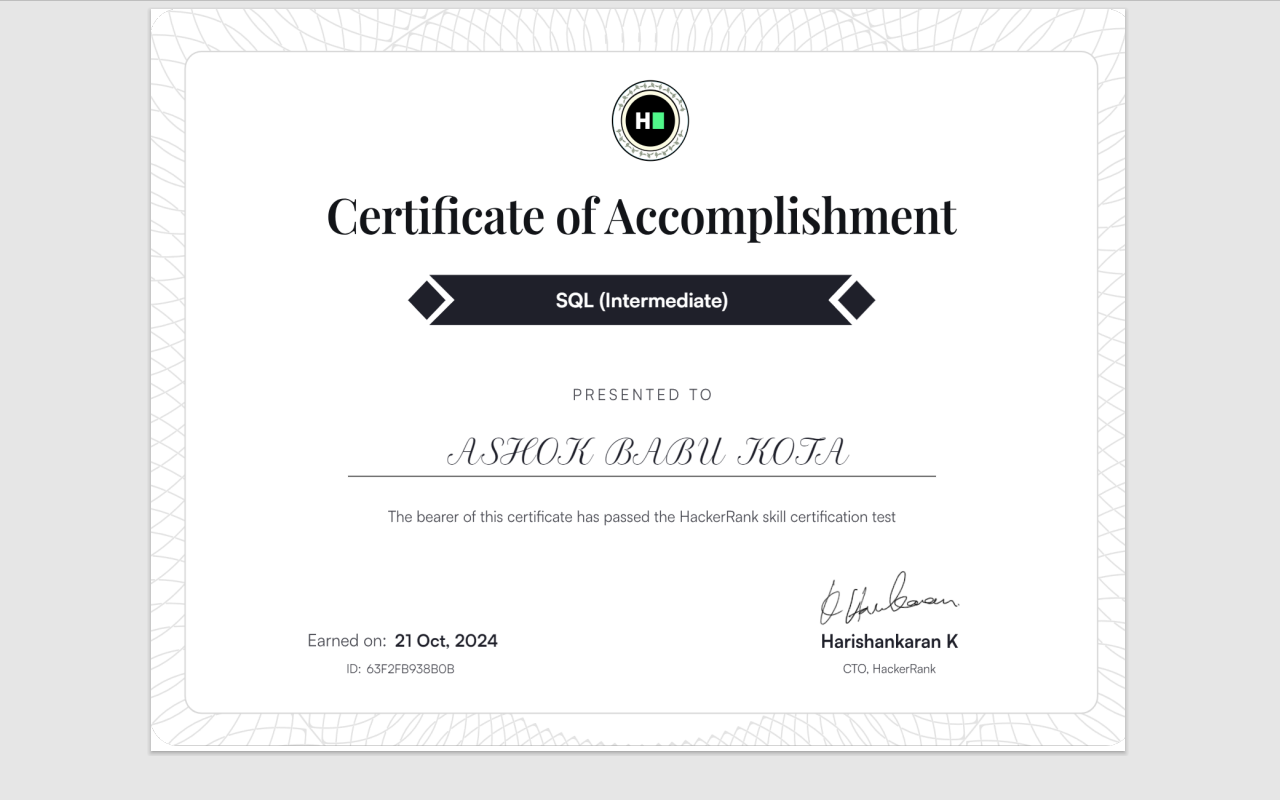 H
Certificate of Accomplishment
SQL (Intermediate)
PRESENTED TO
ASHOK BABU KOTA
The bearer of this certificate has passed the HackerRank skill certification test
Earned on: 21 Oct, 2024
ID: 63F2FB938B0B
Harishankaran K
CTO, HackerRank